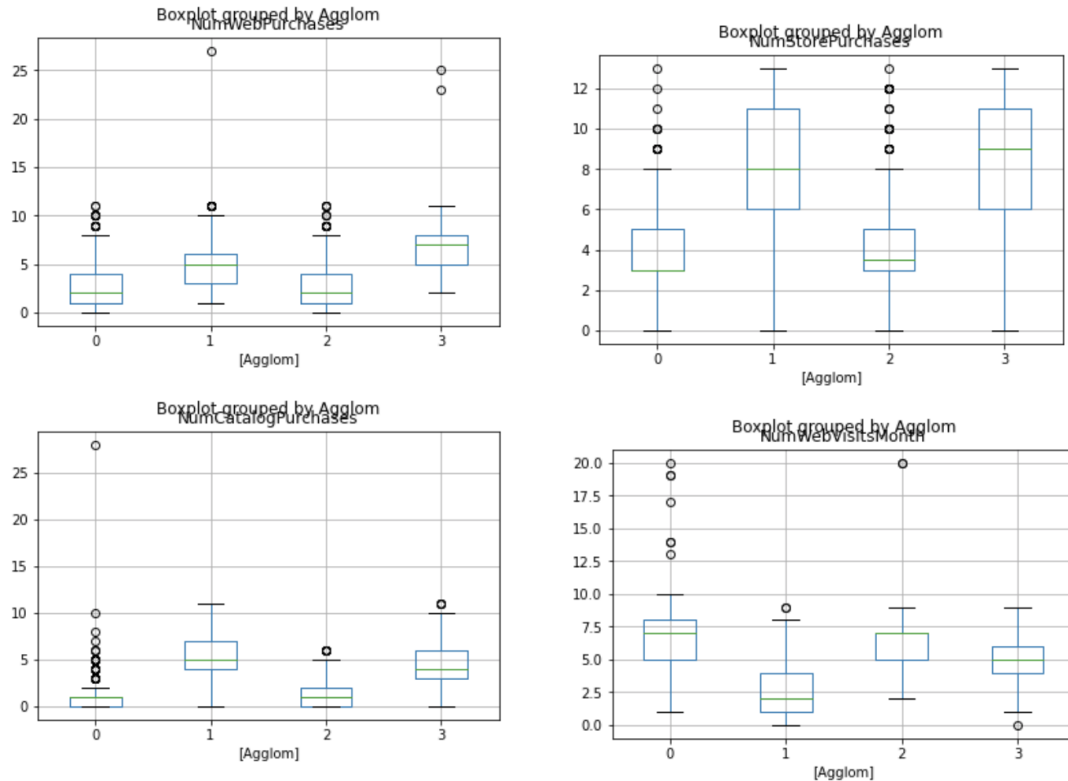 Boxplot grouped by Agglom
NumWebPurchases
25
20
15
10
5
0
0 1 2 3
[Agglom]
Boxplot grouped by Agglom
NumStorePurchases
12
10
8
6
4
2
0
0 1 2 3
[Agglom]
Boxplot grouped by Agglom
NumCatalogPurchases
25
20
15
10
5
0
0 1 2 3
[Agglom]
Boxplot grouped by Agglom
NumWebVisitsMonth
20.0
17.5
15.0
12.5
10.0
7.5
5.0
2.5
0.0
0 1 2 3
[Agglom]